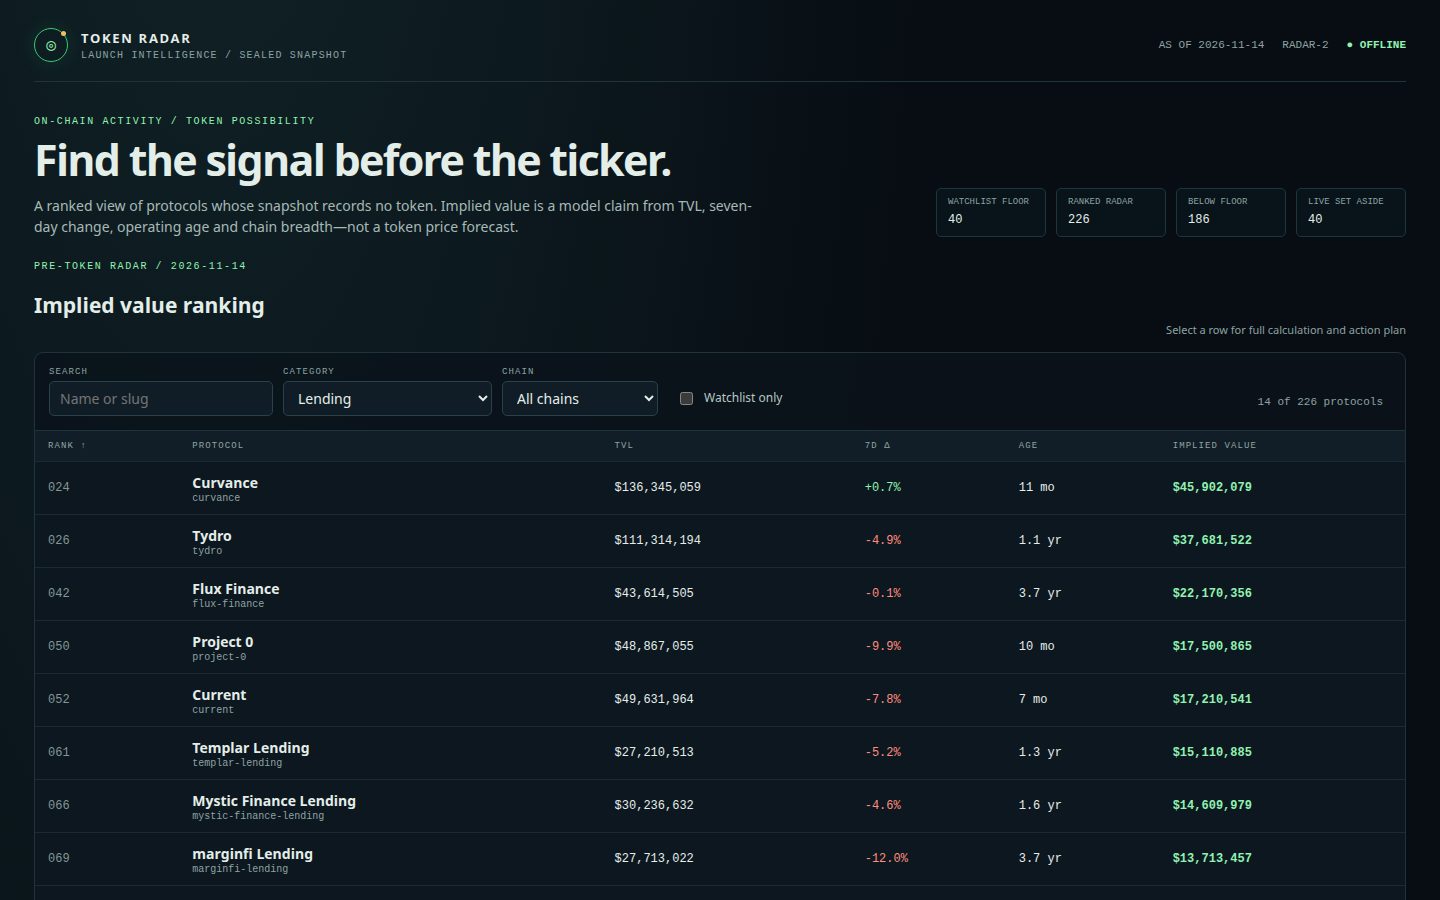 TOKEN RADAR
LAUNCH INTELLIGENCE / SEALED SNAPSHOT
AS OF 2026-11-14 RADAR-2 ● OFFLINE
ON-CHAIN ACTIVITY / TOKEN POSSIBILITY
Find the signal before the ticker.
A ranked view of protocols whose snapshot records no token. Implied value is a model claim from TVL, seven-
day change, operating age and chain breadth—not a token price forecast.
WATCHLIST FLOOR
40
RANKED RADAR
226
BELOW FLOOR
186
LIVE SET ASIDE
40
PRE-TOKEN RADAR / 2026-11-14
Implied value ranking
Select a row for full calculation and action plan
SEARCH CATEGORY CHAIN
Name or slug Lending All chains Watchlist only 14 of 226 protocols
RANK ↑ PROTOCOL TVL 7D Δ AGE IMPLIED VALUE
024 Curvance $136,345,059 +0.7% 11 mo $45,902,079
curvance
026 Tydro $111,314,194 -4.9% 1.1 yr $37,681,522
tydro
042 Flux Finance $43,614,505 -0.1% 3.7 yr $22,170,356
flux-finance
050 Project 0 $48,867,055 -9.9% 10 mo $17,500,865
project-0
052 Current $49,631,964 -7.8% 7 mo $17,210,541
current
061 Templar Lending $27,210,513 -5.2% 1.3 yr $15,110,885
templar-lending
066 Mystic Finance Lending $30,236,632 -4.6% 1.6 yr $14,609,979
mystic-finance-lending
069 marginfi Lending $27,713,022 -12.0% 3.7 yr $13,713,457
marginfi-lending